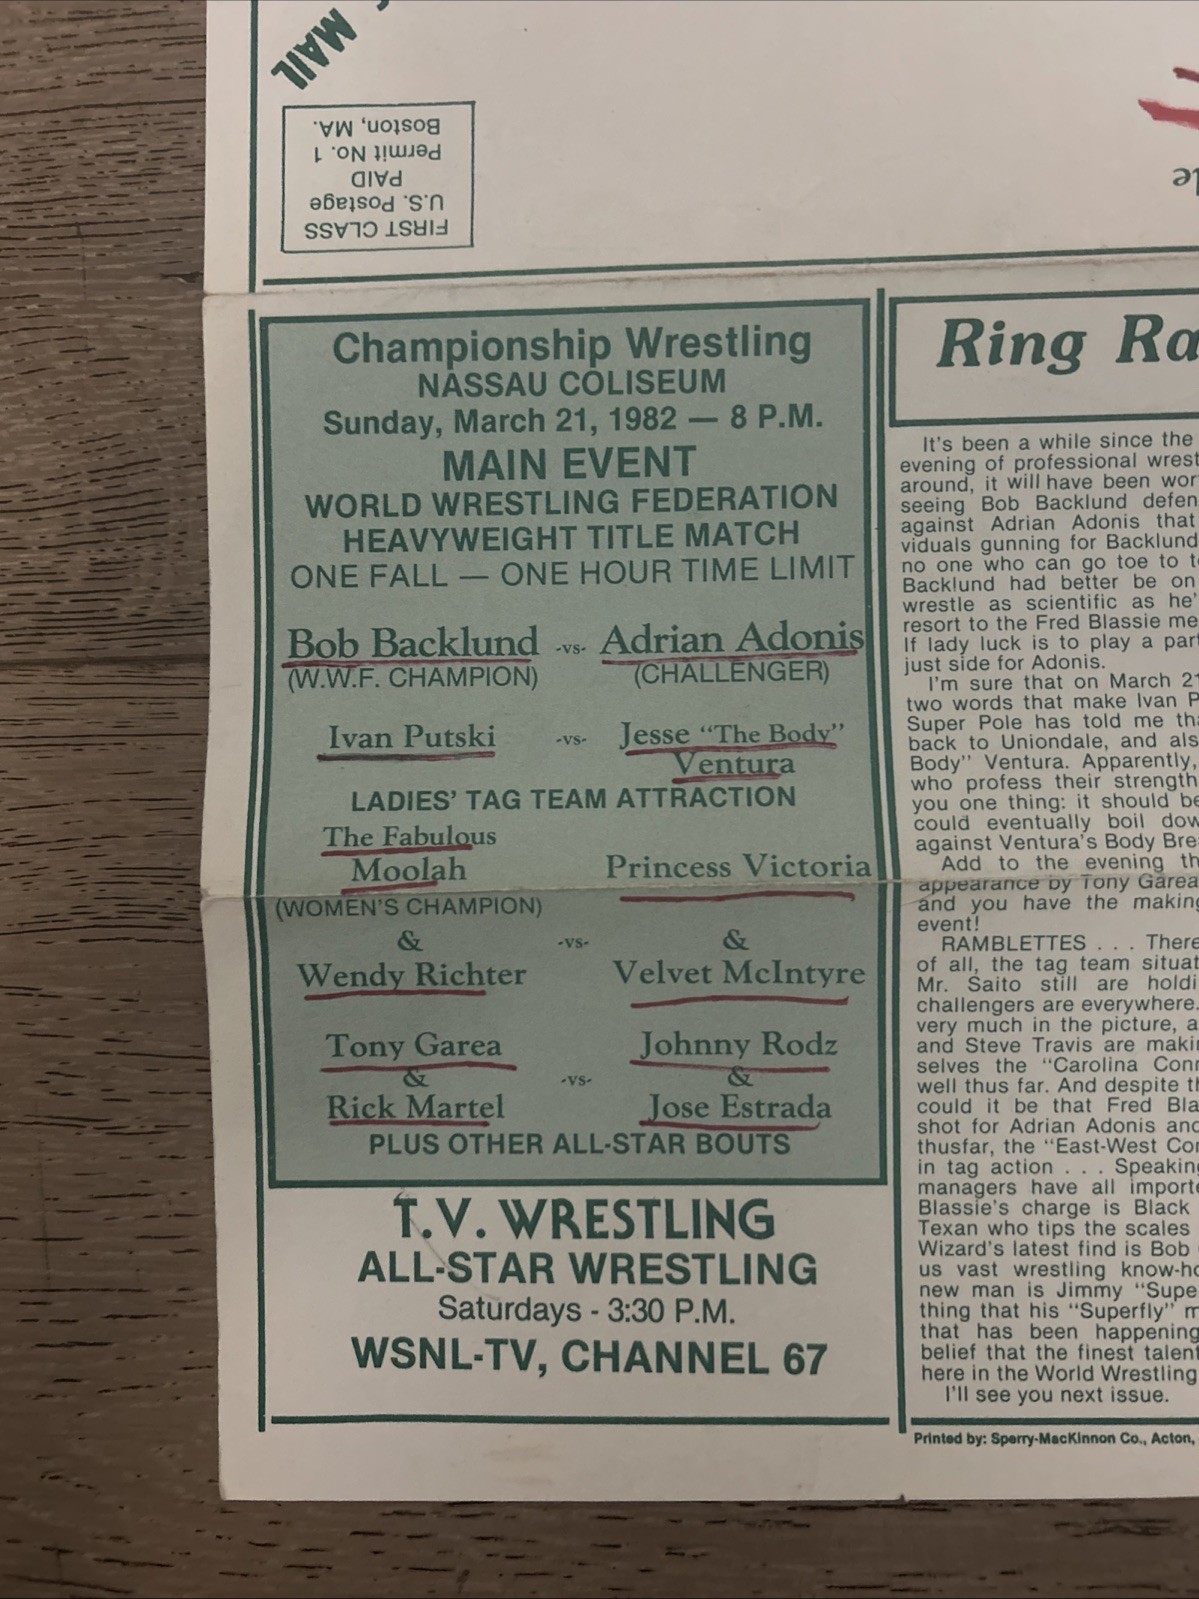 MAIL
FIRST CLASS
U.S. Postage
PAID
Permit No. 1
Boston, MA.
Championship Wrestling
NASSAU COLISEUM
Sunday, March 21, 1982 — 8 P.M.
MAIN EVENT
WORLD WRESTLING FEDERATION
HEAVYWEIGHT TITLE MATCH
ONE FALL — ONE HOUR TIME LIMIT
Bob Backlund -vs- Adrian Adonis
(W.W.F. CHAMPION) (CHALLENGER)
Ivan Putski -vs- Jesse "The Body"
Ventura
LADIES' TAG TEAM ATTRACTION
The Fabulous
Moolah Princess Victoria
(WOMEN'S CHAMPION)
& -vs- &
Wendy Richter Velvet McIntyre
Tony Garea Johnny Rodz
& -vs- &
Rick Martel Jose Estrada
PLUS OTHER ALL-STAR BOUTS
T.V. WRESTLING
ALL-STAR WRESTLING
Saturdays - 3:30 P.M.
WSNL-TV, CHANNEL 67
Ring Ra
It's been a while since the
evening of professional wrest
around, it will have been wor
seeing Bob Backlund defen
against Adrian Adonis that
viduals gunning for Backlund
no one who can go toe to t
Backlund had better be on
wrestle as scientific as he'
resort to the Fred Blassie me
If lady luck is to play a par
just side for Adonis.
I'm sure that on March 21
two words that make Ivan P
Super Pole has told me tha
back to Uniondale, and als
Body" Ventura. Apparently,
who profess their strength
you one thing: it should be
could eventually boil dow
against Ventura's Body Bre
Add to the evening th
appearance by Tony Garea
and you have the making
event!
RAMBLETTES . . . There
of all, the tag team situat
Mr. Saito still are holdi
challengers are everywhere.
very much in the picture, a
and Steve Travis are makin
selves the "Carolina Conn
well thus far. And despite th
could it be that Fred Bla
shot for Adrian Adonis and
thusfar, the "East-West Con
in tag action . . . Speaking
managers have all importe
Blassie's charge is Black
Texan who tips the scales
Wizard's latest find is Bob
us vast wrestling know-ho
new man is Jimmy "Supe
thing that his "Superfly" m
that has been happening
belief that the finest talent
here in the World Wrestling
I'll see you next issue.
Printed by: Sperry-MacKinnon Co., Acton,